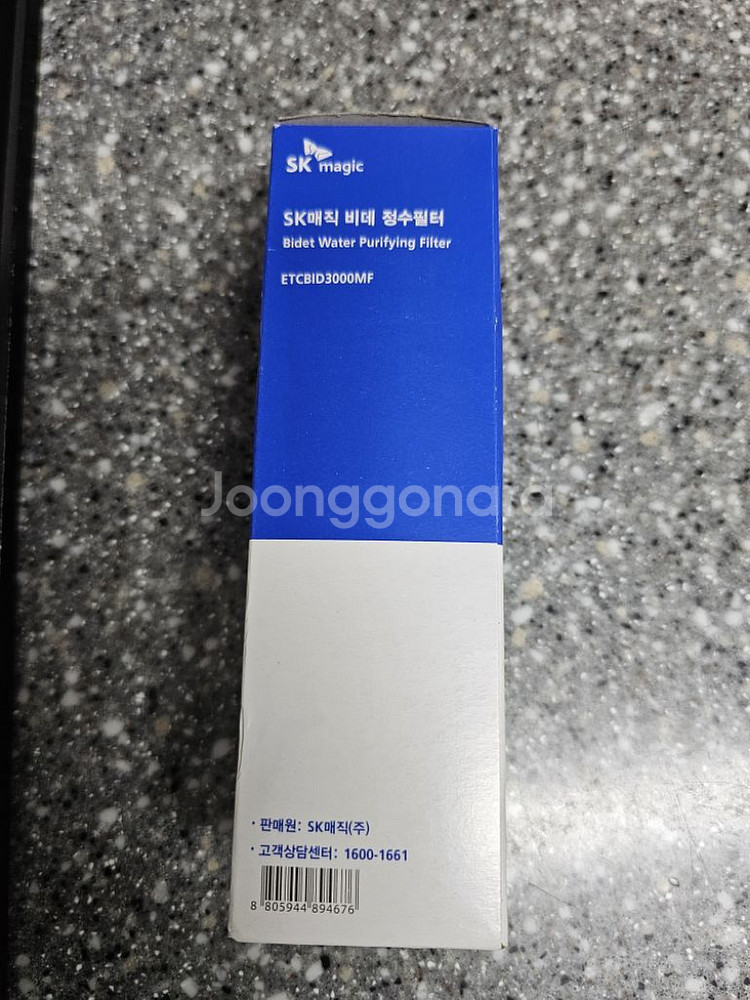 SK magic
SK매직 비데 정수필터
Bidet Water Purifying Filter
ETCBID3000MF
Joonggonara
· 판매원: SK매직(주)
· 고객상담센터: 1600-1661
8 805944 894676